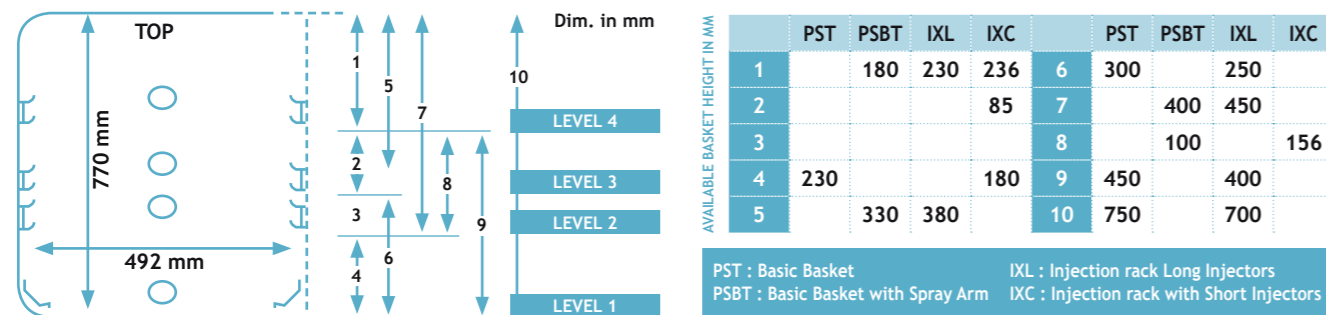 TOP
770 mm
492 mm
1
2
3
4
5
6
7
8
9
10
Dim. in mm
LEVEL 4
LEVEL 3
LEVEL 2
LEVEL 1
AVAILABLE BASKET HEIGHT IN MM
PST PSBT IXL IXC PST PSBT IXL IXC
1 180 230 236 6 300 250
2 85 7 400 450
3 8 100 156
4 230 180 9 450 400
5 330 380 10 750 700
PST : Basic Basket IXL : Injection rack Long Injectors
PSBT : Basic Basket with Spray Arm IXC : Injection rack with Short Injectors